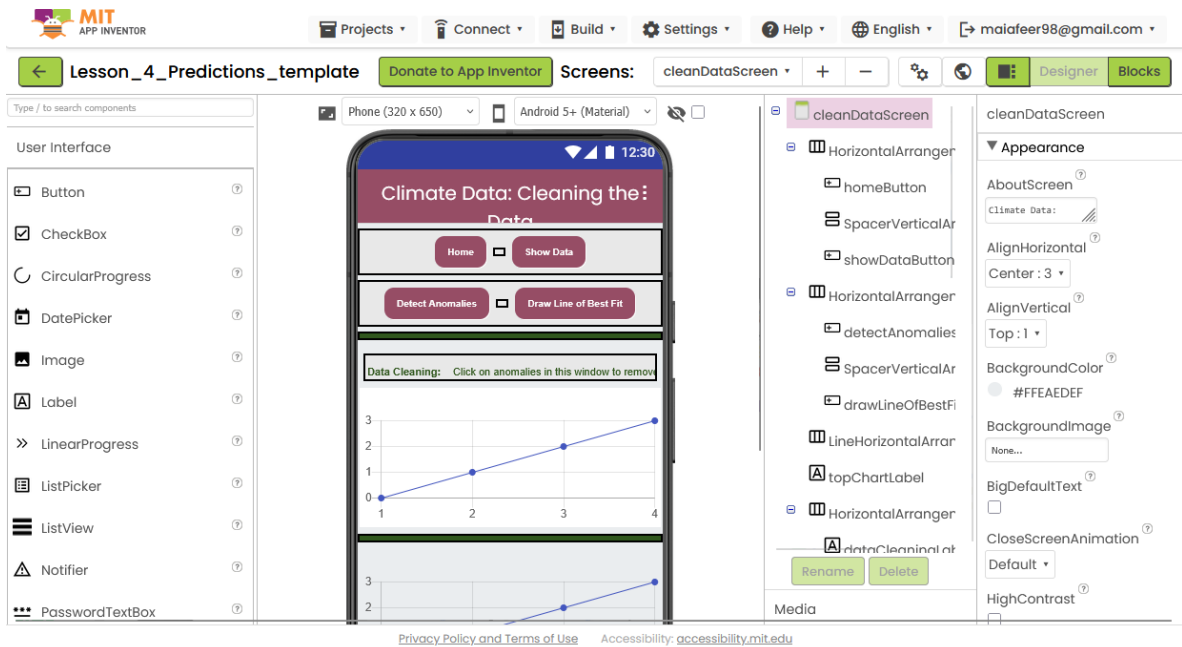 MIT
APP INVENTOR
Projects
Connect
Build
Settings
Help
English
maiafeer98@gmail.com
Lesson_4_Predictions_template
Donate to App Inventor
Screens:
cleanDataScreen
Designer
Blocks
Type / to search components
User Interface
Button
CheckBox
CircularProgress
DatePicker
Image
Label
LinearProgress
ListPicker
ListView
Notifier
PasswordTextBox
Phone (320 x 650)
Android 5+ (Material)
12:30
Climate Data: Cleaning the
Data
Home
Show Data
Detect Anomalies
Draw Line of Best Fit
Data Cleaning: Click on anomalies in this window to remove
3
2
1
0
1 2 3 4
3
2
cleanDataScreen
HorizontalArrangen
homeButton
SpacerVerticalAr
showDataButton
HorizontalArrangen
detectAnomalies
SpacerVerticalAr
drawLineOfBestFi
LineHorizontalArran
topChartLabel
HorizontalArrangen
dataCleaningLab
Rename
Delete
Media
cleanDataScreen
Appearance
AboutScreen
Climate Data:
AlignHorizontal
Center : 3
AlignVertical
Top : 1
BackgroundColor
#FFEAEDEF
BackgroundImage
None...
BigDefaultText
CloseScreenAnimation
Default
HighContrast
Privacy Policy and Terms of Use
Accessibility: accessibility.mit.edu